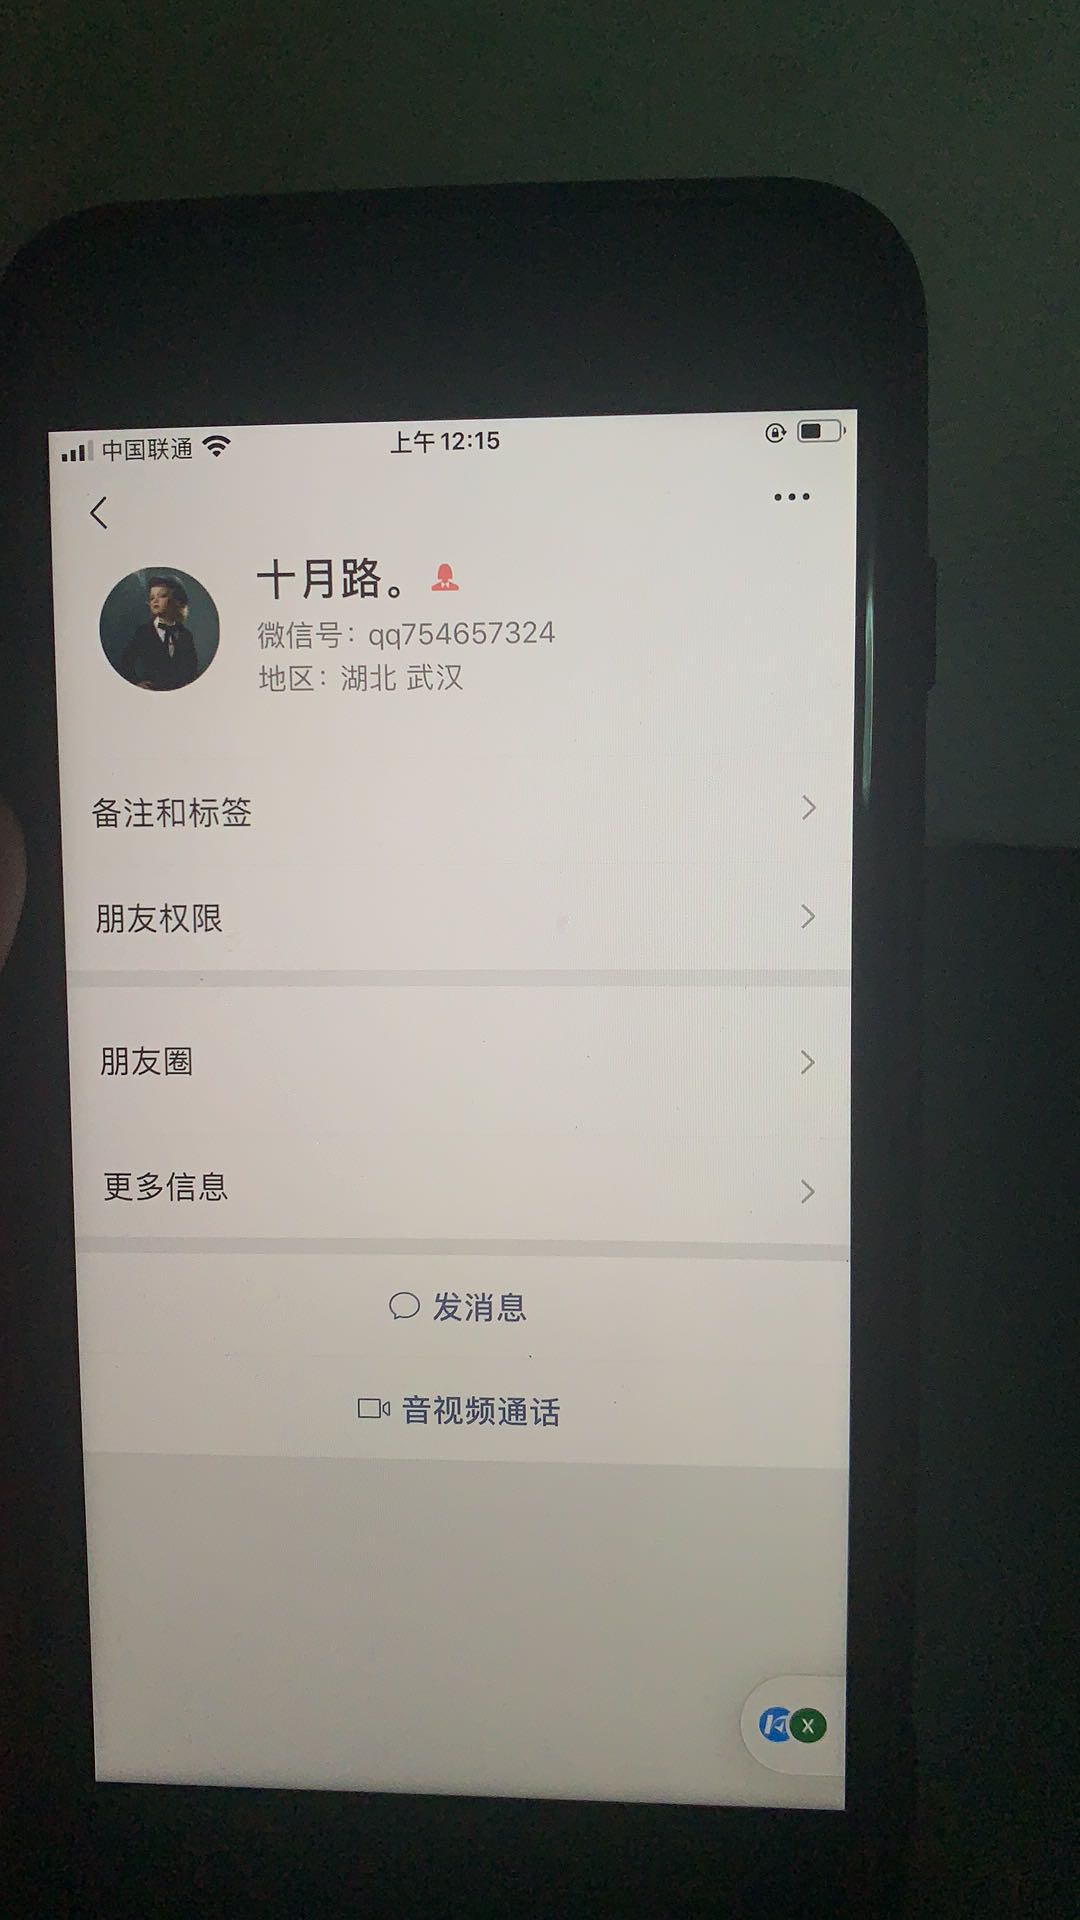 中国联通
上午12:15
十月路。
微信号：qq754657324
地区：湖北 武汉
备注和标签
朋友权限
朋友圈
更多信息
发消息
音视频通话
X